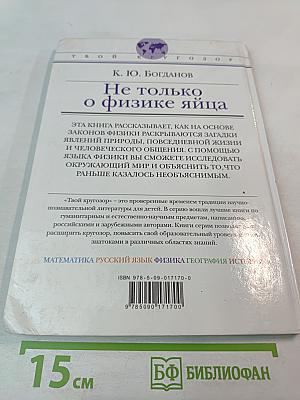 ТВОЙ КРУГОЗОР
К. Ю. Богданов
Не только
о физике яйца
ЭТА КНИГА РАССКАЗЫВАЕТ, КАК НА ОСНОВЕ
ЗАКОНОВ ФИЗИКИ РАСКРЫВАЮТСЯ ЗАГАДКИ
ЯВЛЕНИЙ ПРИРОДЫ, ПОВСЕДНЕВНОЙ ЖИЗНИ
И ЧЕЛОВЕЧЕСКОГО ОБЩЕНИЯ. С ПОМОЩЬЮ
ЯЗЫКА ФИЗИКИ ВЫ СМОЖЕТЕ ИССЛЕДОВАТЬ
ОКРУЖАЮЩИЙ МИР И ОБЪЯСНИТЬ ТО, ЧТО
РАНЬШЕ КАЗАЛОСЬ НЕОБЪЯСНИМЫМ.
«Твой кругозор» – это проверенные временем традиции научно-
познавательной литературы для детей. В серию вошли лучшие книги по
гуманитарным и естественно-научным предметам, написанные
российскими и зарубежными авторами. Книги серии позволят
расширить кругозор, повысить свой образовательный уровень
знатоками в различных областях знаний.
МАТЕМАТИКА РУССКИЙ ЯЗЫК ФИЗИКА ГЕОГРАФИЯ ИСТОРИЯ
ISBN 978-5-09-017170-0
9 785090 171700
15 см
БФ БИБЛИОФАН